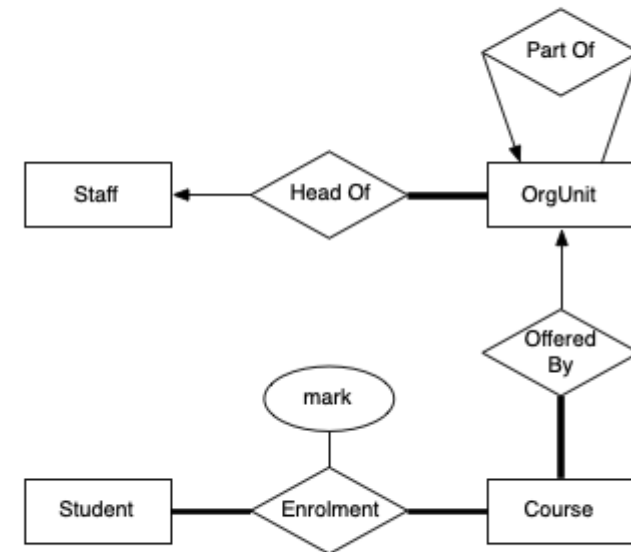 Part Of
Staff
Head Of
OrgUnit
Offered
By
mark
Student
Enrolment
Course